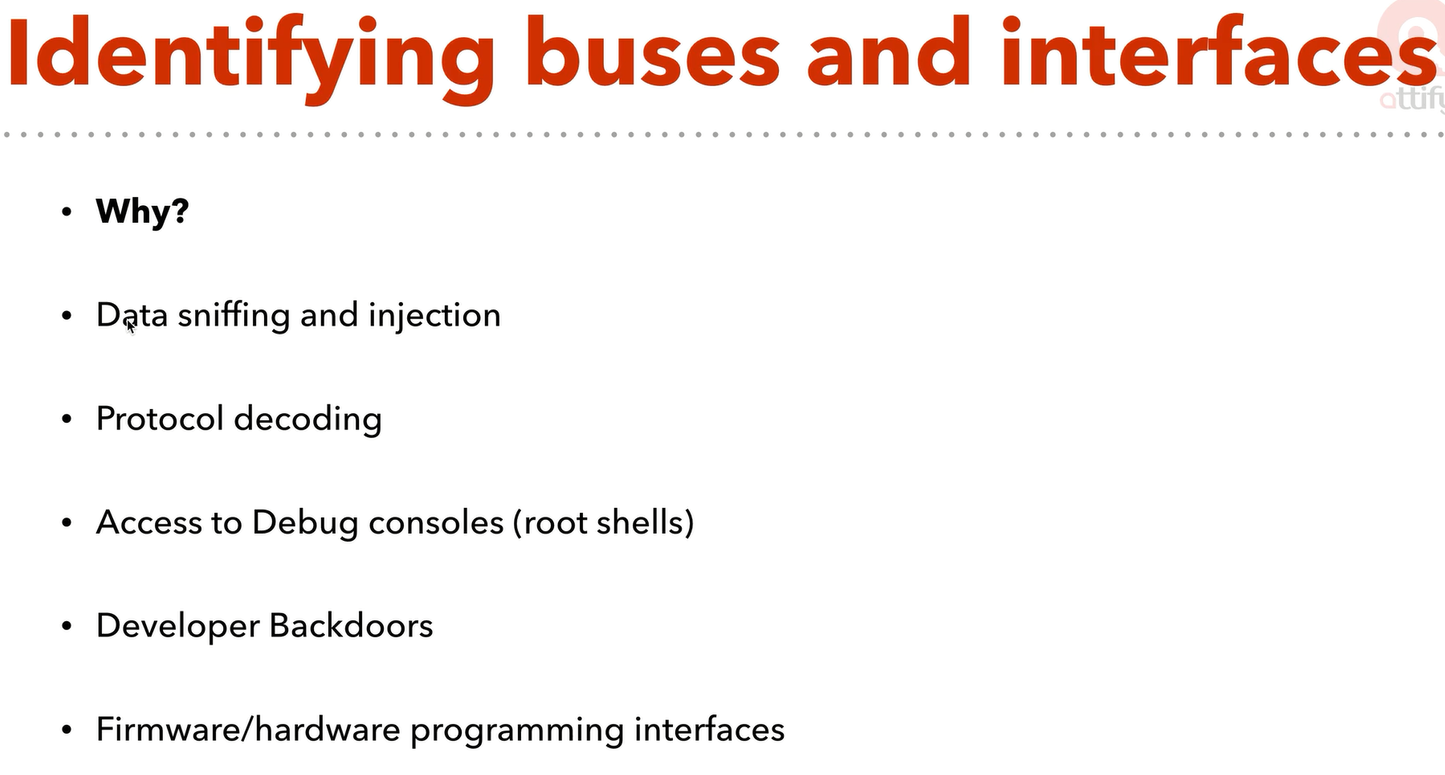 Identifying buses and interfaces
attify
• Why?
• Data sniffing and injection
• Protocol decoding
• Access to Debug consoles (root shells)
• Developer Backdoors
• Firmware/hardware programming interfaces